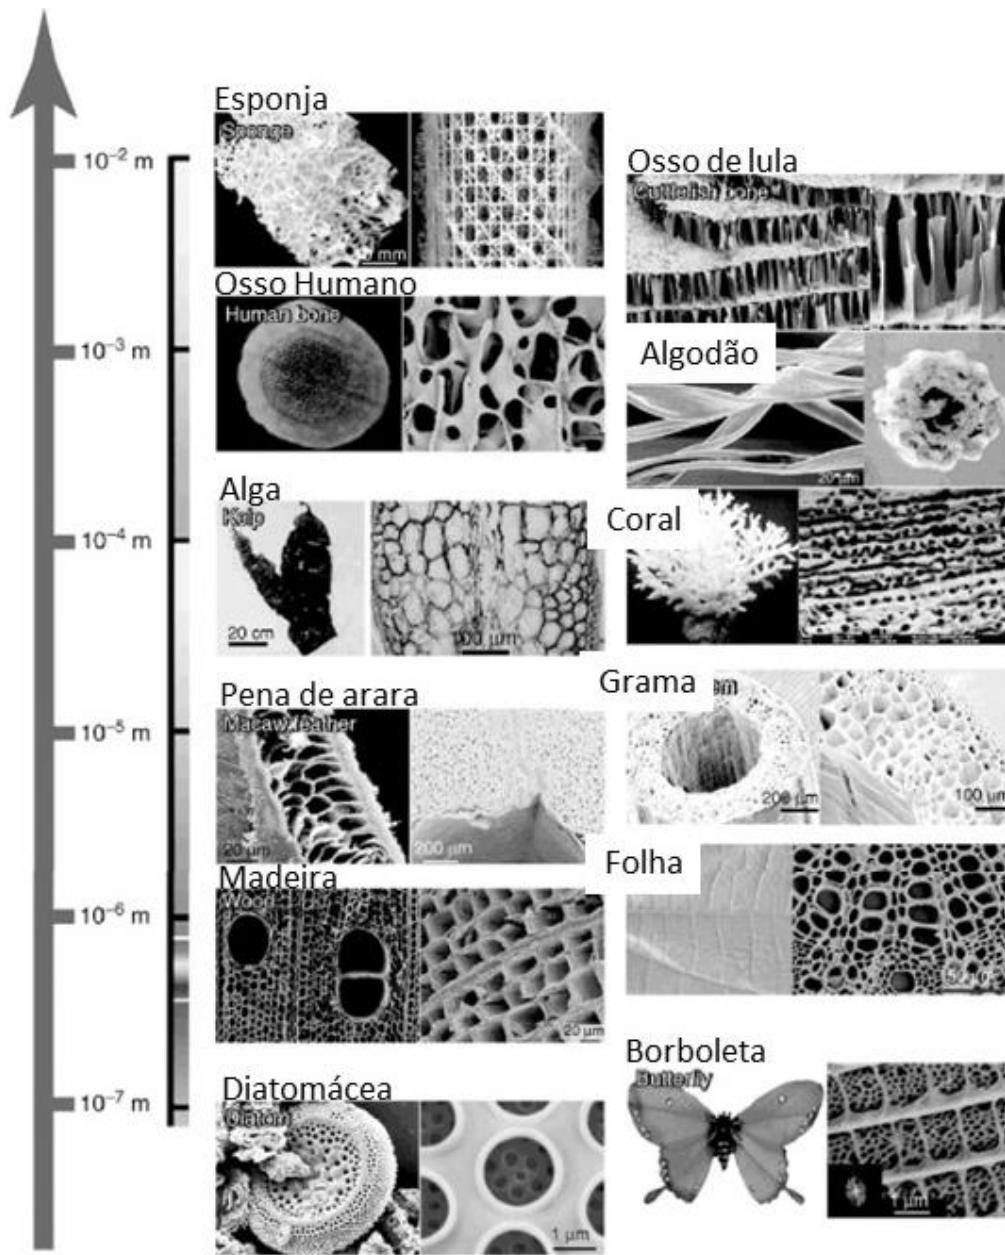 10⁻² m
10⁻³ m
10⁻⁴ m
10⁻⁵ m
10⁻⁶ m
10⁻⁷ m
Esponja
Sponge
mm
Osso Humano
Human bone
Alga
Kelp
20 cm
100 μm
Pena de arara
Macaw feather
20 μm
200 μm
Madeira
Wood
20 μm
Diatomácea
Diatom
1 μm
Osso de lula
Cuttlefish bone
Algodão
20 μm
Coral
Grama
200 μm
100 μm
Folha
Borboleta
Butterfly
1 μm